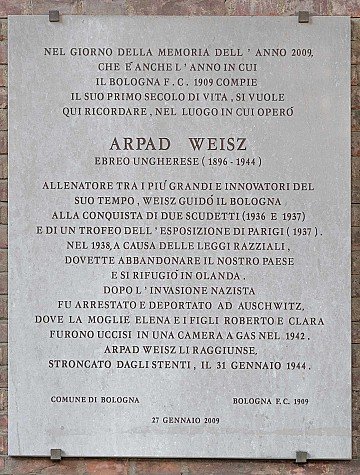 NEL GIORNO DELLA MEMORIA DELL' ANNO 2009,
CHE E' ANCHE L' ANNO IN CUI
IL BOLOGNA F. C. 1909 COMPIE
IL SUO PRIMO SECOLO DI VITA, SI VUOLE
QUI RICORDARE, NEL LUOGO IN CUI OPERÒ
ARPAD WEISZ
EBREO UNGHERESE (1896 - 1944)
ALLENATORE TRA I PIU' GRANDI E INNOVATORI DEL
SUO TEMPO, WEISZ GUIDÒ IL BOLOGNA
ALLA CONQUISTA DI DUE SCUDETTI (1936 E 1937)
E DI UN TROFEO DELL' ESPOSIZIONE DI PARIGI (1937).
NEL 1938, A CAUSA DELLE LEGGI RAZZIALI,
DOVETTE ABBANDONARE IL NOSTRO PAESE
E SI RIFUGIÒ IN OLANDA.
DOPO L' INVASIONE NAZISTA
FU ARRESTATO E DEPORTATO AD AUSCHWITZ,
DOVE LA MOGLIE ELENA E I FIGLI ROBERTO E CLARA
FURONO UCCISI IN UNA CAMERA A GAS NEL 1942.
ARPAD WEISZ LI RAGGIUNSE,
STRONCATO DAGLI STENTI, IL 31 GENNAIO 1944.
COMUNE DI BOLOGNA BOLOGNA F.C. 1909
27 GENNAIO 2009